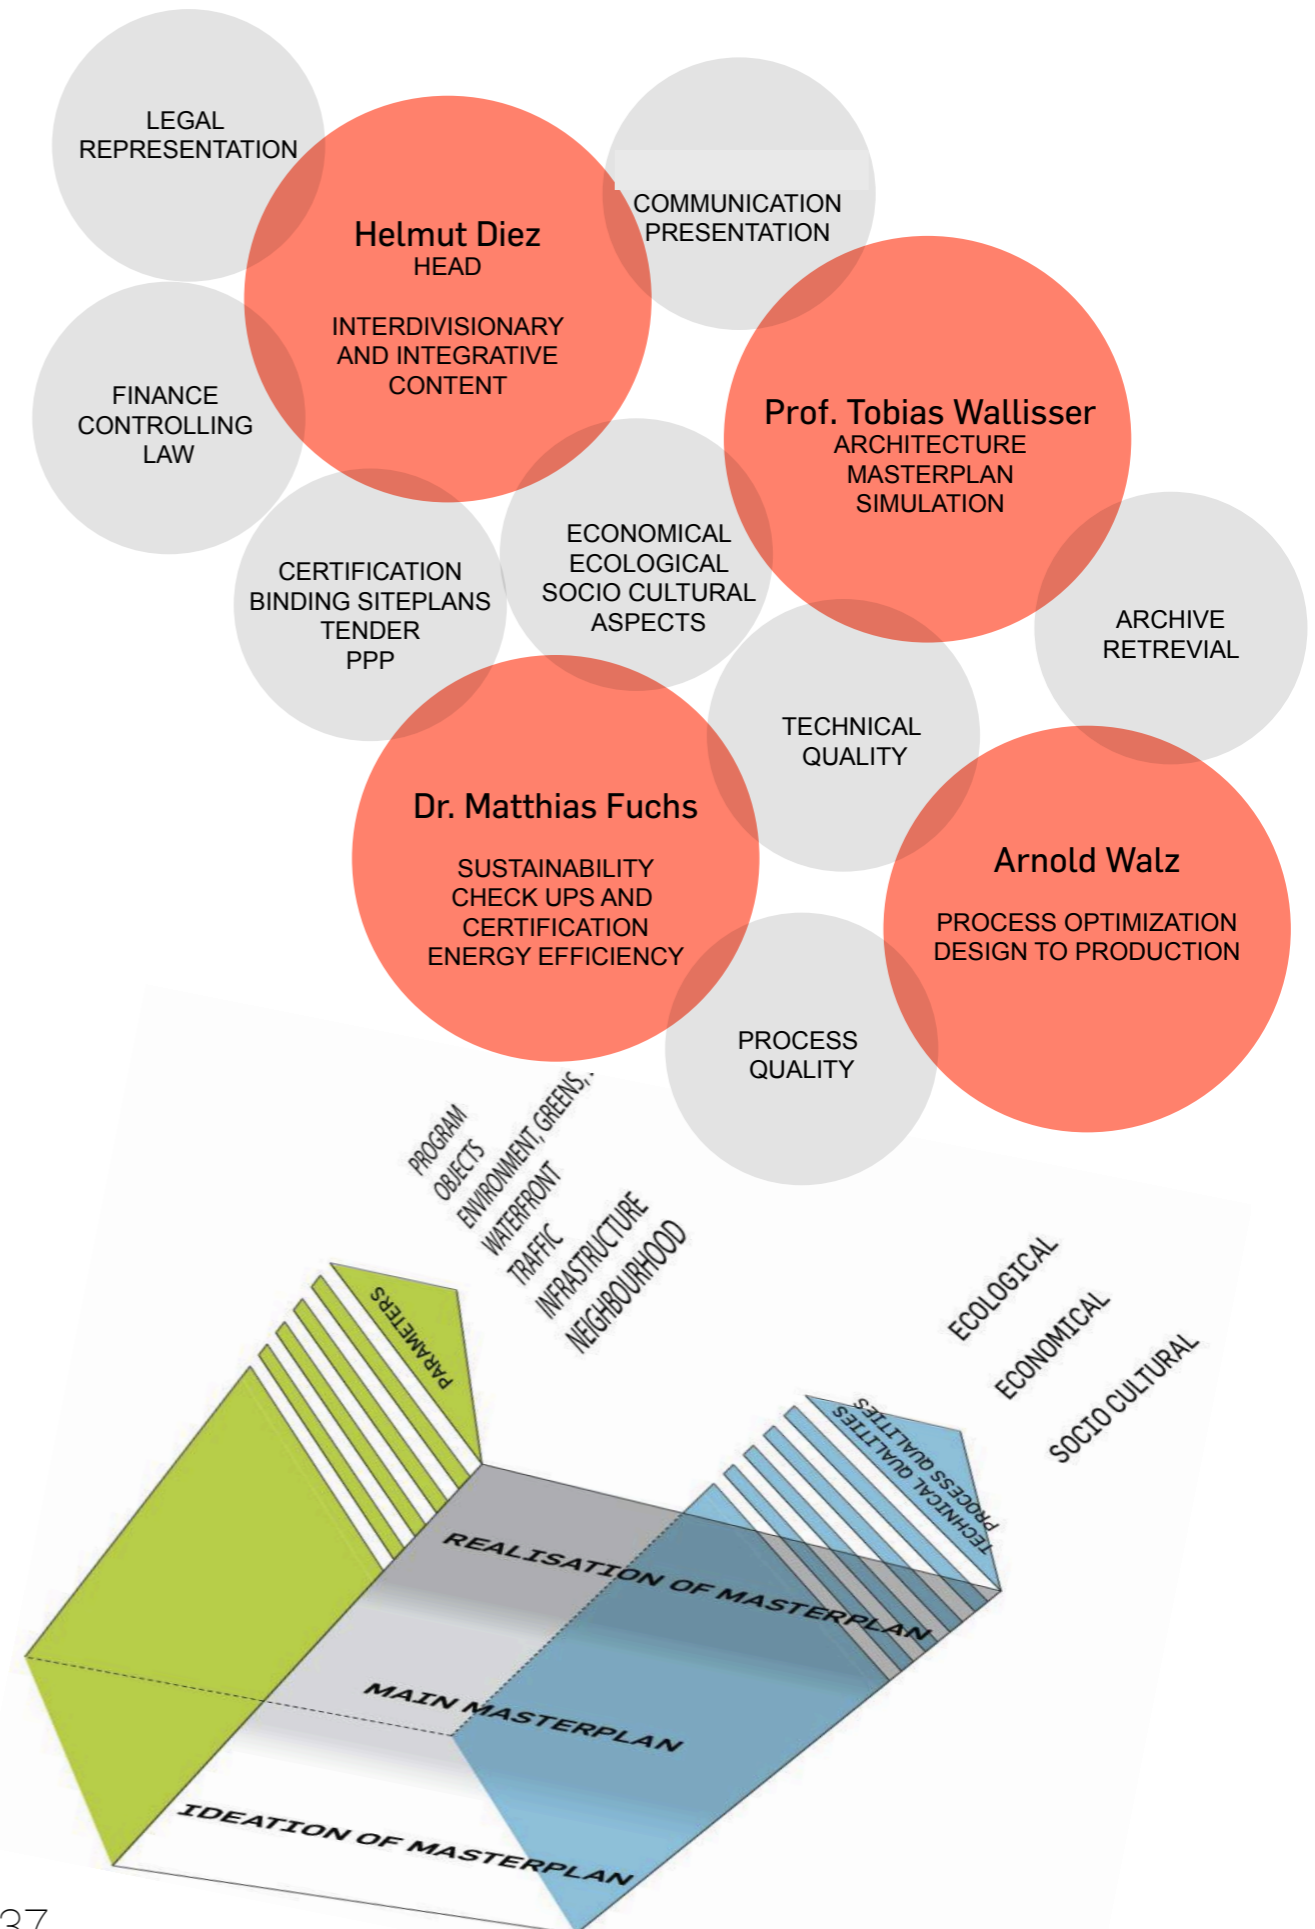 LEGAL
REPRESENTATION
COMMUNICATION
PRESENTATION
Helmut Diez
HEAD
INTERDIVISIONARY
AND INTEGRATIVE
CONTENT
FINANCE
CONTROLLING
LAW
Prof. Tobias Wallisser
ARCHITECTURE
MASTERPLAN
SIMULATION
ECONOMICAL
ECOLOGICAL
SOCIO CULTURAL
ASPECTS
CERTIFICATION
BINDING SITEPLANS
TENDER
PPP
ARCHIVE
RETREVIAL
TECHNICAL
QUALITY
Dr. Matthias Fuchs
SUSTAINABILITY
CHECK UPS AND
CERTIFICATION
ENERGY EFFICIENCY
Arnold Walz
PROCESS OPTIMIZATION
DESIGN TO PRODUCTION
PROCESS
QUALITY
PROGRAM
OBJECTS
ENVIRONMENT, GREENS,
WATERFRONT
TRAFFIC
INFRASTRUCTURE
NEIGHBOURHOOD
ECOLOGICAL
ECONOMICAL
SOCIO CULTURAL
PARAMETERS
TECHNICAL QUALITIES
PROCESS QUALITIES
REALISATION OF MASTERPLAN
MAIN MASTERPLAN
IDEATION OF MASTERPLAN
37